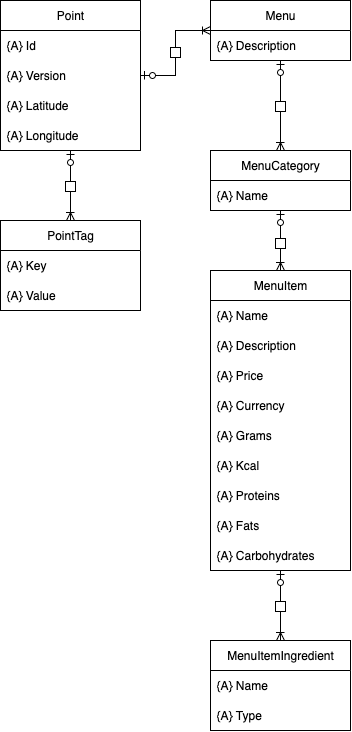 Point
{A} Id
{A} Version
{A} Latitude
{A} Longitude
PointTag
{A} Key
{A} Value
Menu
{A} Description
MenuCategory
{A} Name
MenuItem
{A} Name
{A} Description
{A} Price
{A} Currency
{A} Grams
{A} Kcal
{A} Proteins
{A} Fats
{A} Carbohydrates
MenuItemIngredient
{A} Name
{A} Type